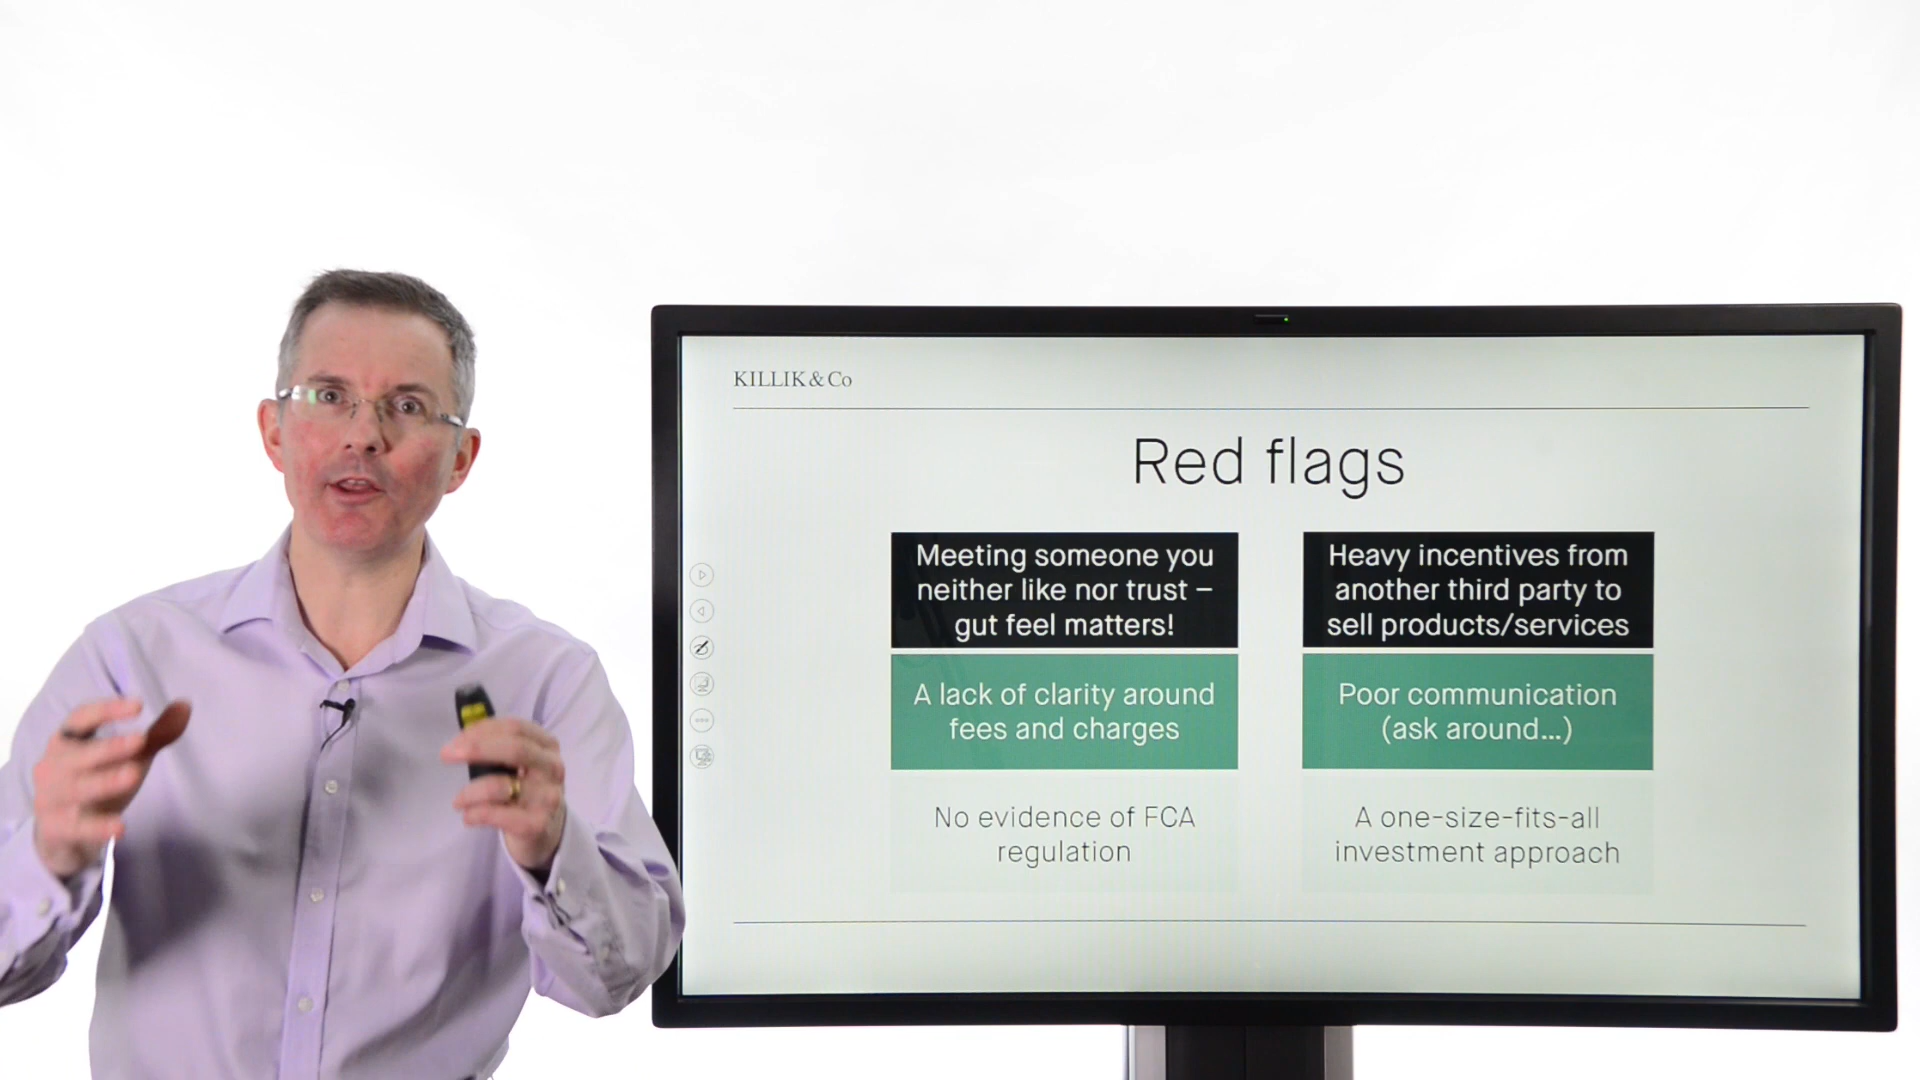 KILLIK & Co
Red flags
Meeting someone you
neither like nor trust –
gut feel matters!
Heavy incentives from
another third party to
sell products/services
A lack of clarity around
fees and charges
Poor communication
(ask around...)
No evidence of FCA
regulation
A one-size-fits-all
investment approach